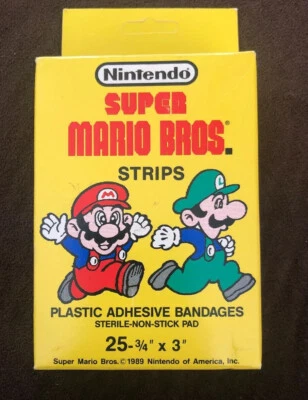 Nintendo®
SUPER
MARIO BROS.
STRIPS
PLASTIC ADHESIVE BANDAGES
STERILE-NON-STICK PAD
25-¾" x 3"
Super Mario Bros. © 1989 Nintendo of America, Inc.